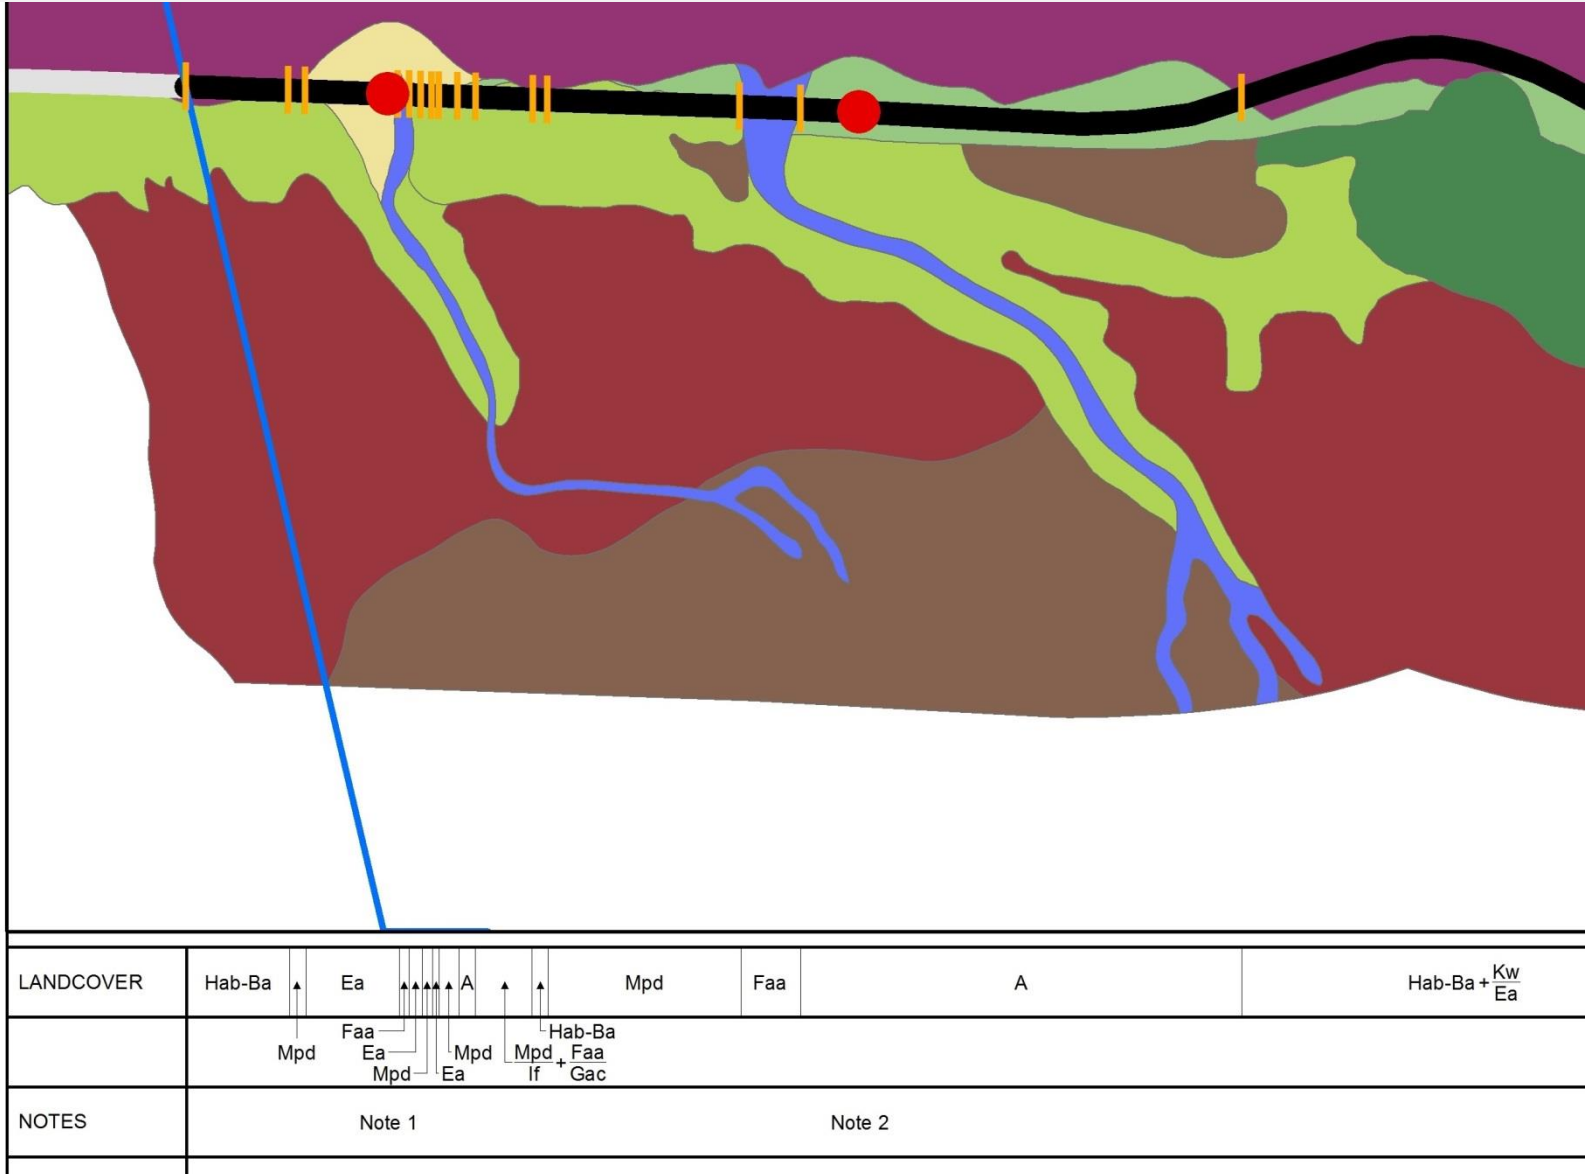 LANDCOVER Hab-Ba Ea A Mpd Faa A Hab-Ba + Kw
Ea
Faa Hab-Ba
Mpd Ea Mpd Mpd + Faa
Mpd Ea If Gac
NOTES Note 1 Note 2